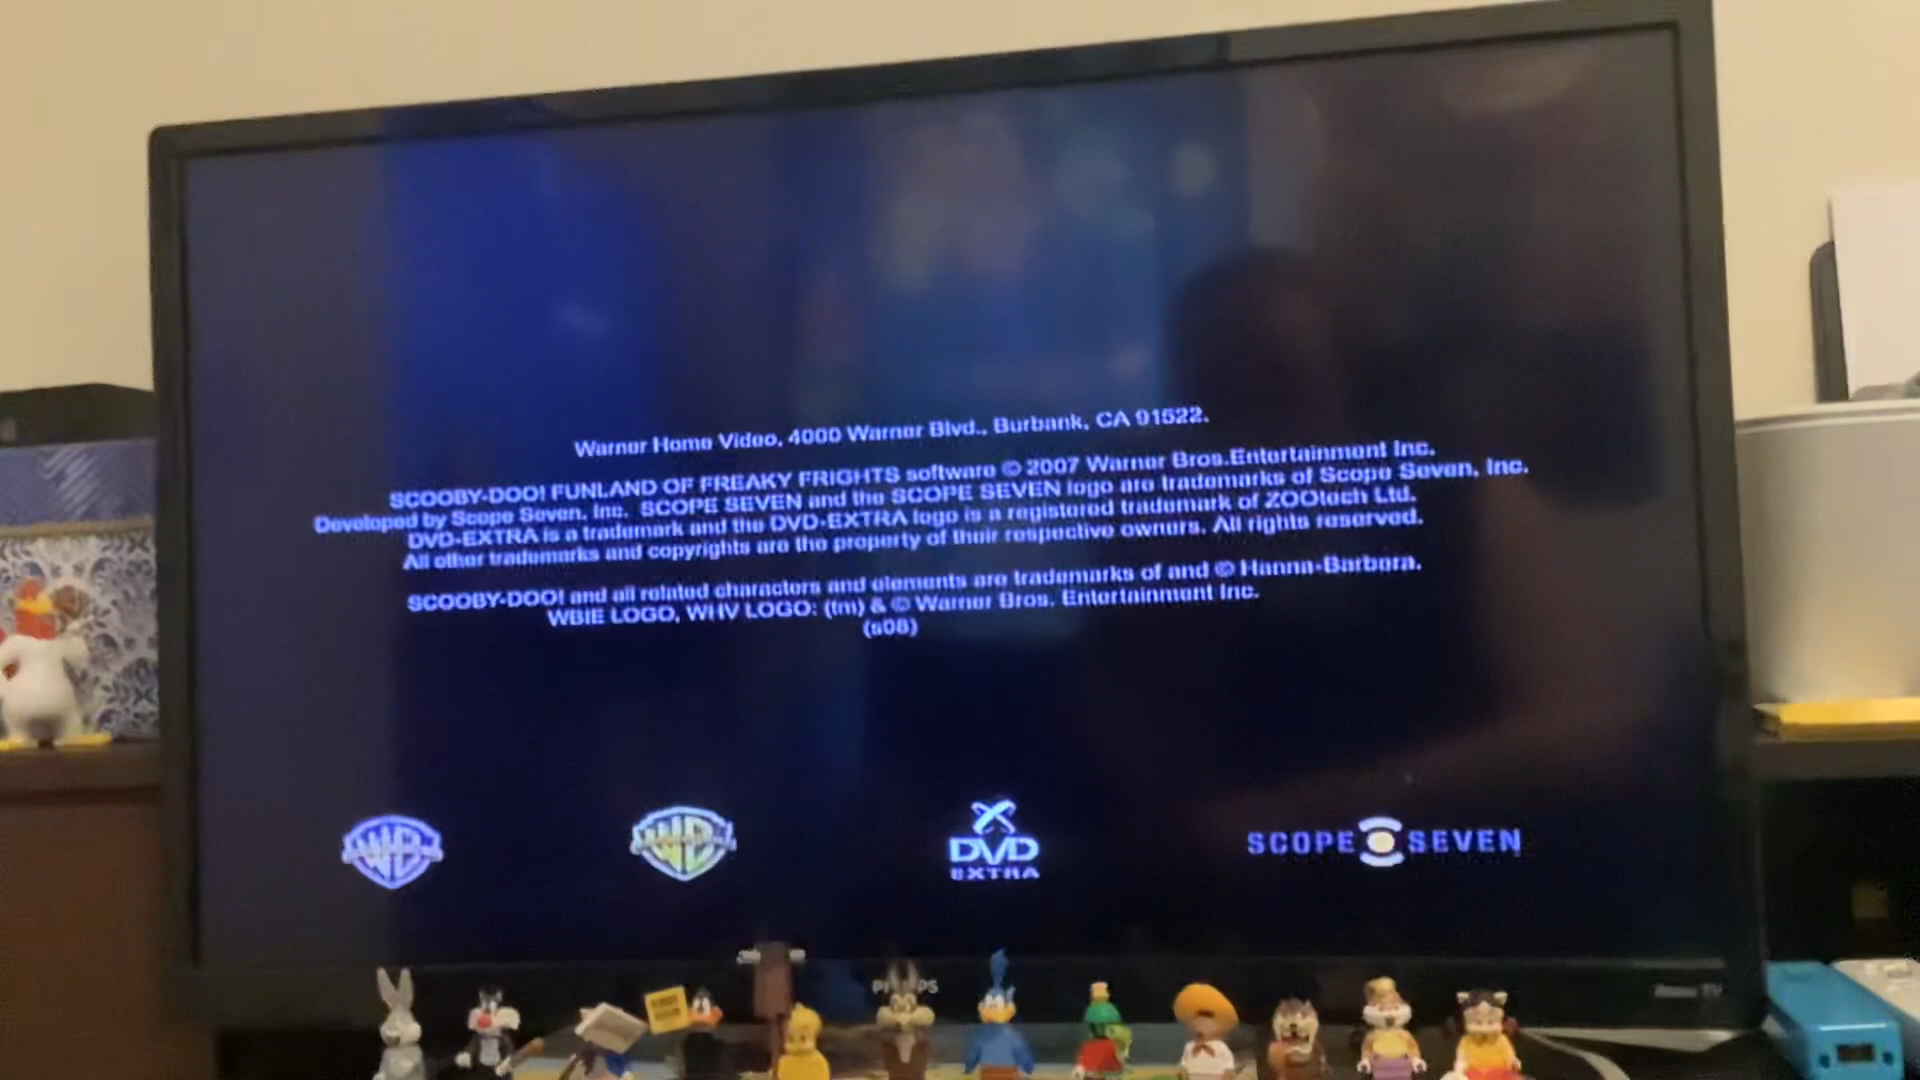 Warner Home Video, 4000 Warner Blvd., Burbank, CA 91522.
SCOOBY-DOO! FUNLAND OF FREAKY FRIGHTS software © 2007 Warner Bros.Entertainment Inc.
Developed by Scope Seven, Inc. SCOPE SEVEN and the SCOPE SEVEN logo are trademarks of Scope Seven, Inc.
DVD-EXTRA is a trademark and the DVD-EXTRA logo is a registered trademark of ZOOtech Ltd.
All other trademarks and copyrights are the property of their respective owners. All rights reserved.
SCOOBY-DOO! and all related characters and elements are trademarks of and © Hanna-Barbera.
WBIE LOGO, WHV LOGO: (tm) & © Warner Bros. Entertainment Inc.
(s08)
WB
WB
DVD
EXTRA
SCOPE SEVEN
PHILIPS
Roku TV